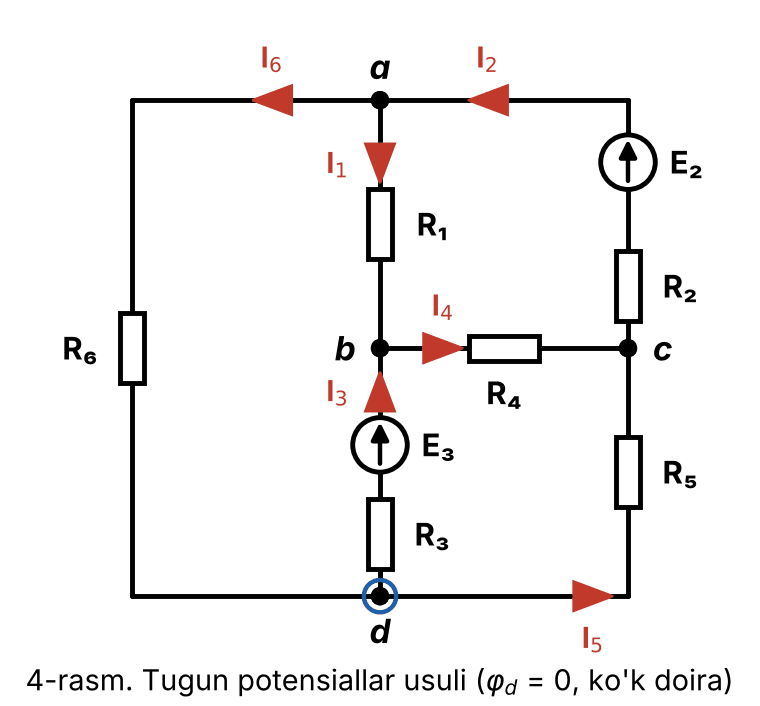 I₆
a
I₂
I₁
E₂
R₁
R₂
I₄
R₆
b
c
R₄
I₃
E₃
R₅
R₃
d
I₅
4-rasm. Tugun potensiallar usuli (φ_d = 0, ko'k doira)